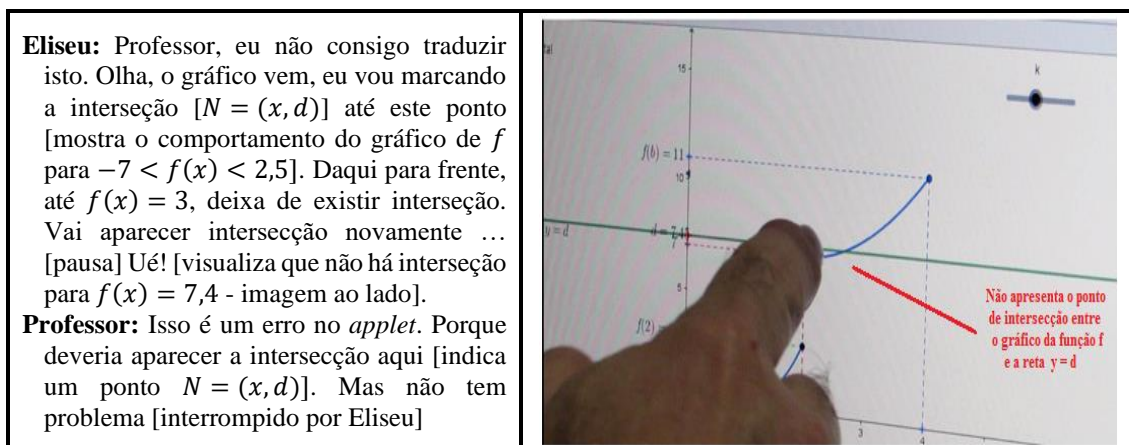 Eliseu: Professor, eu não consigo traduzir
isto. Olha, o gráfico vem, eu vou marcando
a interseção [N = (x, d)] até este ponto
[mostra o comportamento do gráfico de f
para −7 < f(x) < 2,5]. Daqui para frente,
até f(x) = 3, deixa de existir interseção.
Vai aparecer intersecção novamente …
[pausa] Ué! [visualiza que não há interseção
para f(x) = 7,4 - imagem ao lado].
Professor: Isso é um erro no applet. Porque
deveria aparecer a intersecção aqui [indica
um ponto N = (x, d)]. Mas não tem
problema [interrompido por Eliseu]
15
k
f(b) = 11
10
y = d
d = 7,4
7
5
f(2) =
Não apresenta o ponto
de intersecção entre
o gráfico da função f
e a reta y = d
3
4